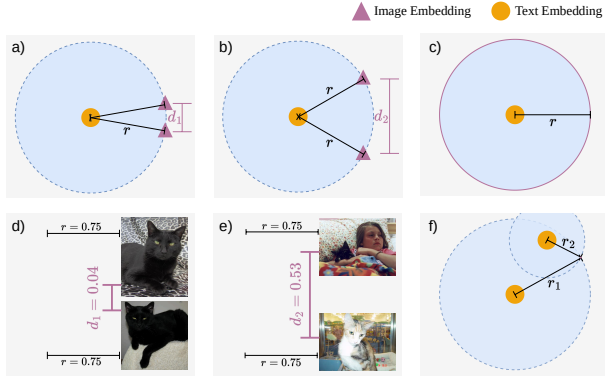 Image Embedding Text Embedding
a) b) c)
r d₁ r r d₂ r
d) e) f)
r = 0.75 r = 0.75
d₁ = 0.04 d₂ = 0.53 r₂ r₁
r = 0.75 r = 0.75